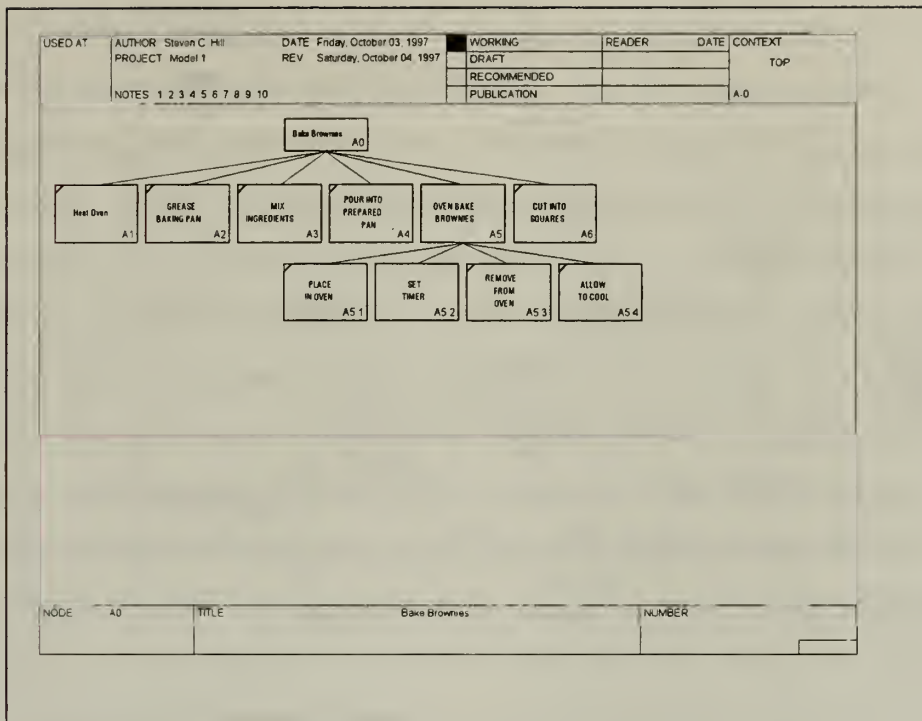 USED AT AUTHOR Steven C Hill DATE Friday, October 03, 1997 WORKING READER DATE CONTEXT
PROJECT Model 1 REV Saturday, October 04, 1997 DRAFT TOP
RECOMMENDED
NOTES 1 2 3 4 5 6 7 8 9 10 PUBLICATION A-0
Bake Brownies
A0
Heat Oven
A1
GREASE
BAKING PAN
A2
MIX
INGREDIENTS
A3
POUR INTO
PREPARED
PAN
A4
OVEN BAKE
BROWNIES
A5
CUT INTO
SQUARES
A6
PLACE
IN OVEN
A5 1
SET
TIMER
A5 2
REMOVE
FROM
OVEN
A5 3
ALLOW
TO COOL
A5 4
NODE A0 TITLE Bake Brownies NUMBER